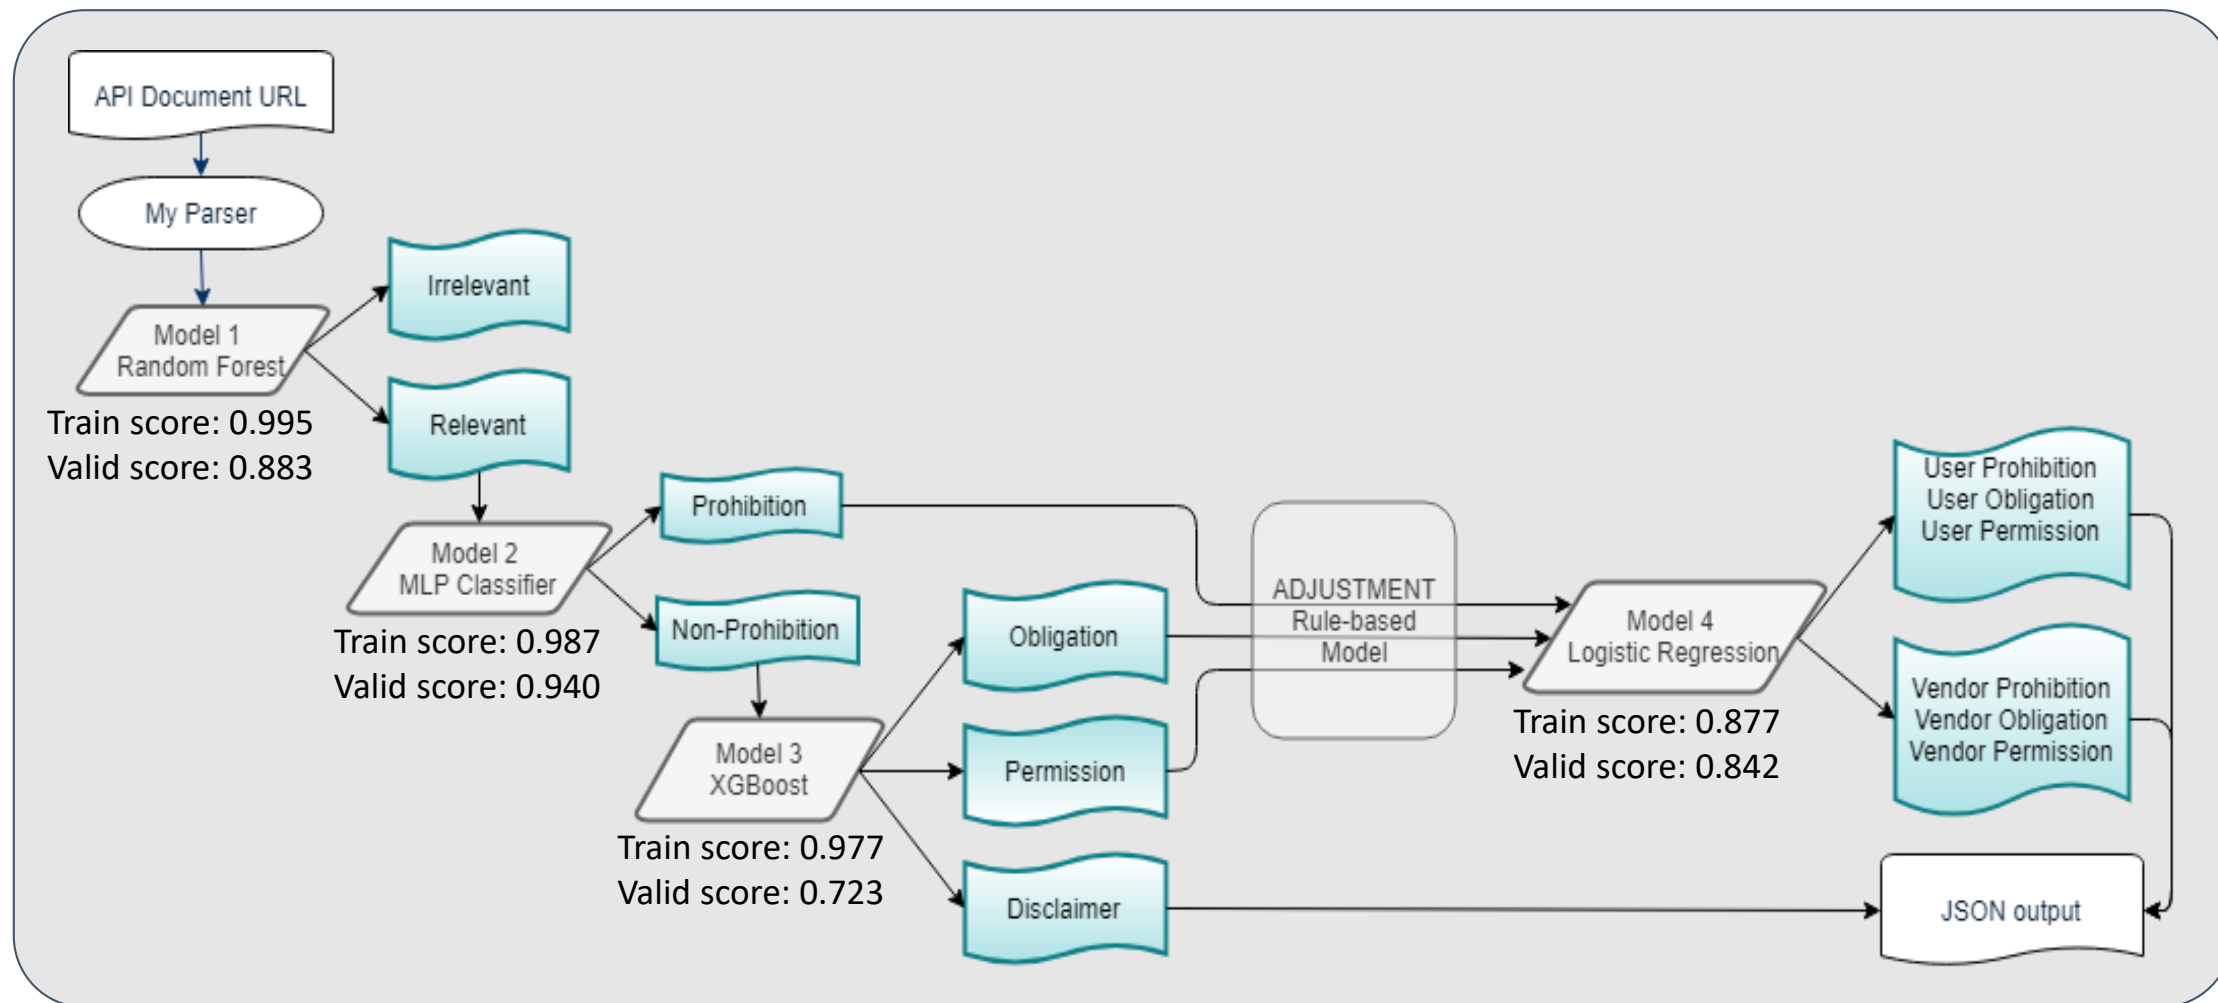 API Document URL
My Parser
Model 1
Random Forest
Train score: 0.995
Valid score: 0.883
Irrelevant
Relevant
Model 2
MLP Classifier
Train score: 0.987
Valid score: 0.940
Prohibition
Non-Prohibition
Model 3
XGBoost
Train score: 0.977
Valid score: 0.723
Obligation
Permission
Disclaimer
ADJUSTMENT
Rule-based
Model
Model 4
Logistic Regression
Train score: 0.877
Valid score: 0.842
User Prohibition
User Obligation
User Permission
Vendor Prohibition
Vendor Obligation
Vendor Permission
JSON output